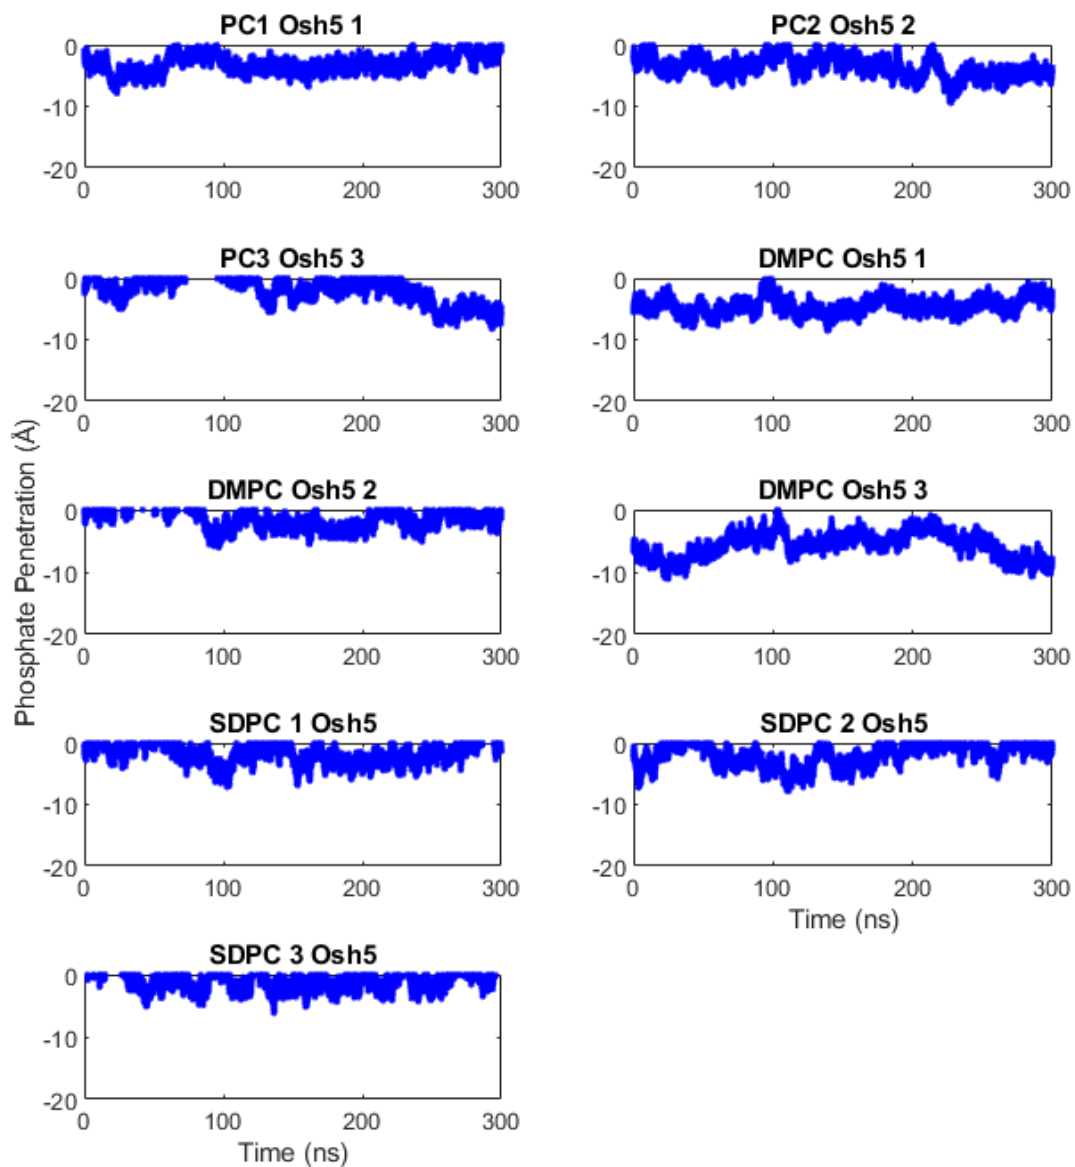 PC1 Osh5 1
0
-10
-20
0 100 200 300
PC2 Osh5 2
0
-10
-20
0 100 200 300
PC3 Osh5 3
0
-10
-20
0 100 200 300
DMPC Osh5 1
0
-10
-20
0 100 200 300
Phosphate Penetration (Å)
DMPC Osh5 2
0
-10
-20
0 100 200 300
DMPC Osh5 3
0
-10
-20
0 100 200 300
SDPC 1 Osh5
0
-10
-20
0 100 200 300
SDPC 2 Osh5
0
-10
-20
0 100 200 300
Time (ns)
SDPC 3 Osh5
0
-10
-20
0 100 200 300
Time (ns)